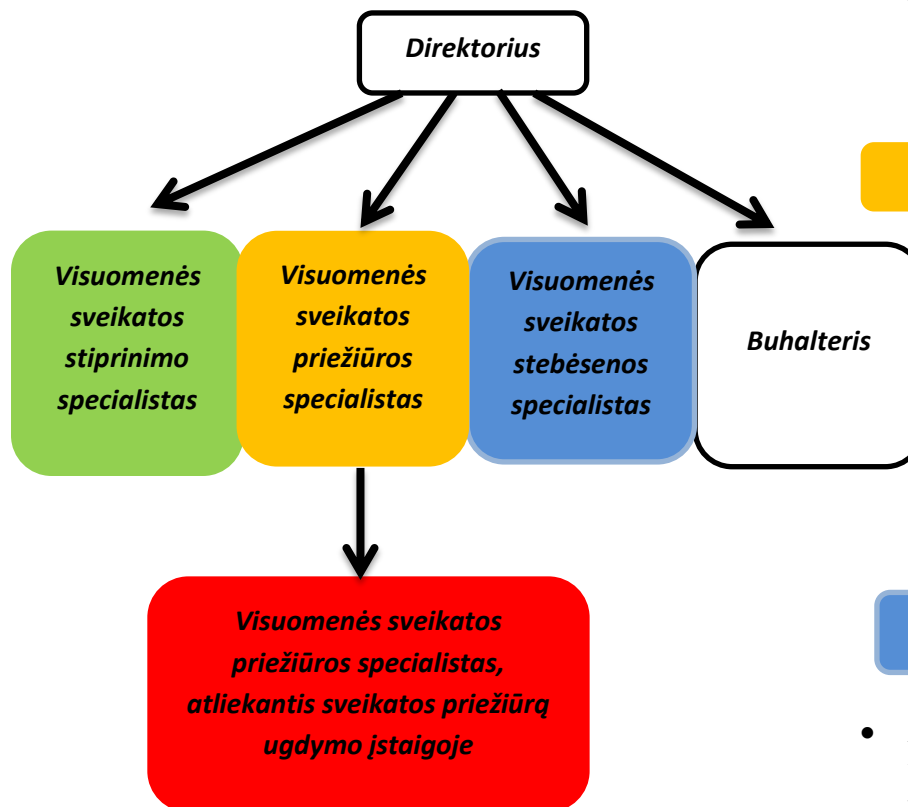 Direktorius
Visuomenės
sveikatos
stiprinimo
specialistas
Visuomenės
sveikatos
priežiūros
specialistas
Visuomenės
sveikatos
stebėsenos
specialistas
Buhalteris
Visuomenės sveikatos
priežiūros specialistas,
atliekantis sveikatos priežiūrą
ugdymo įstaigoje